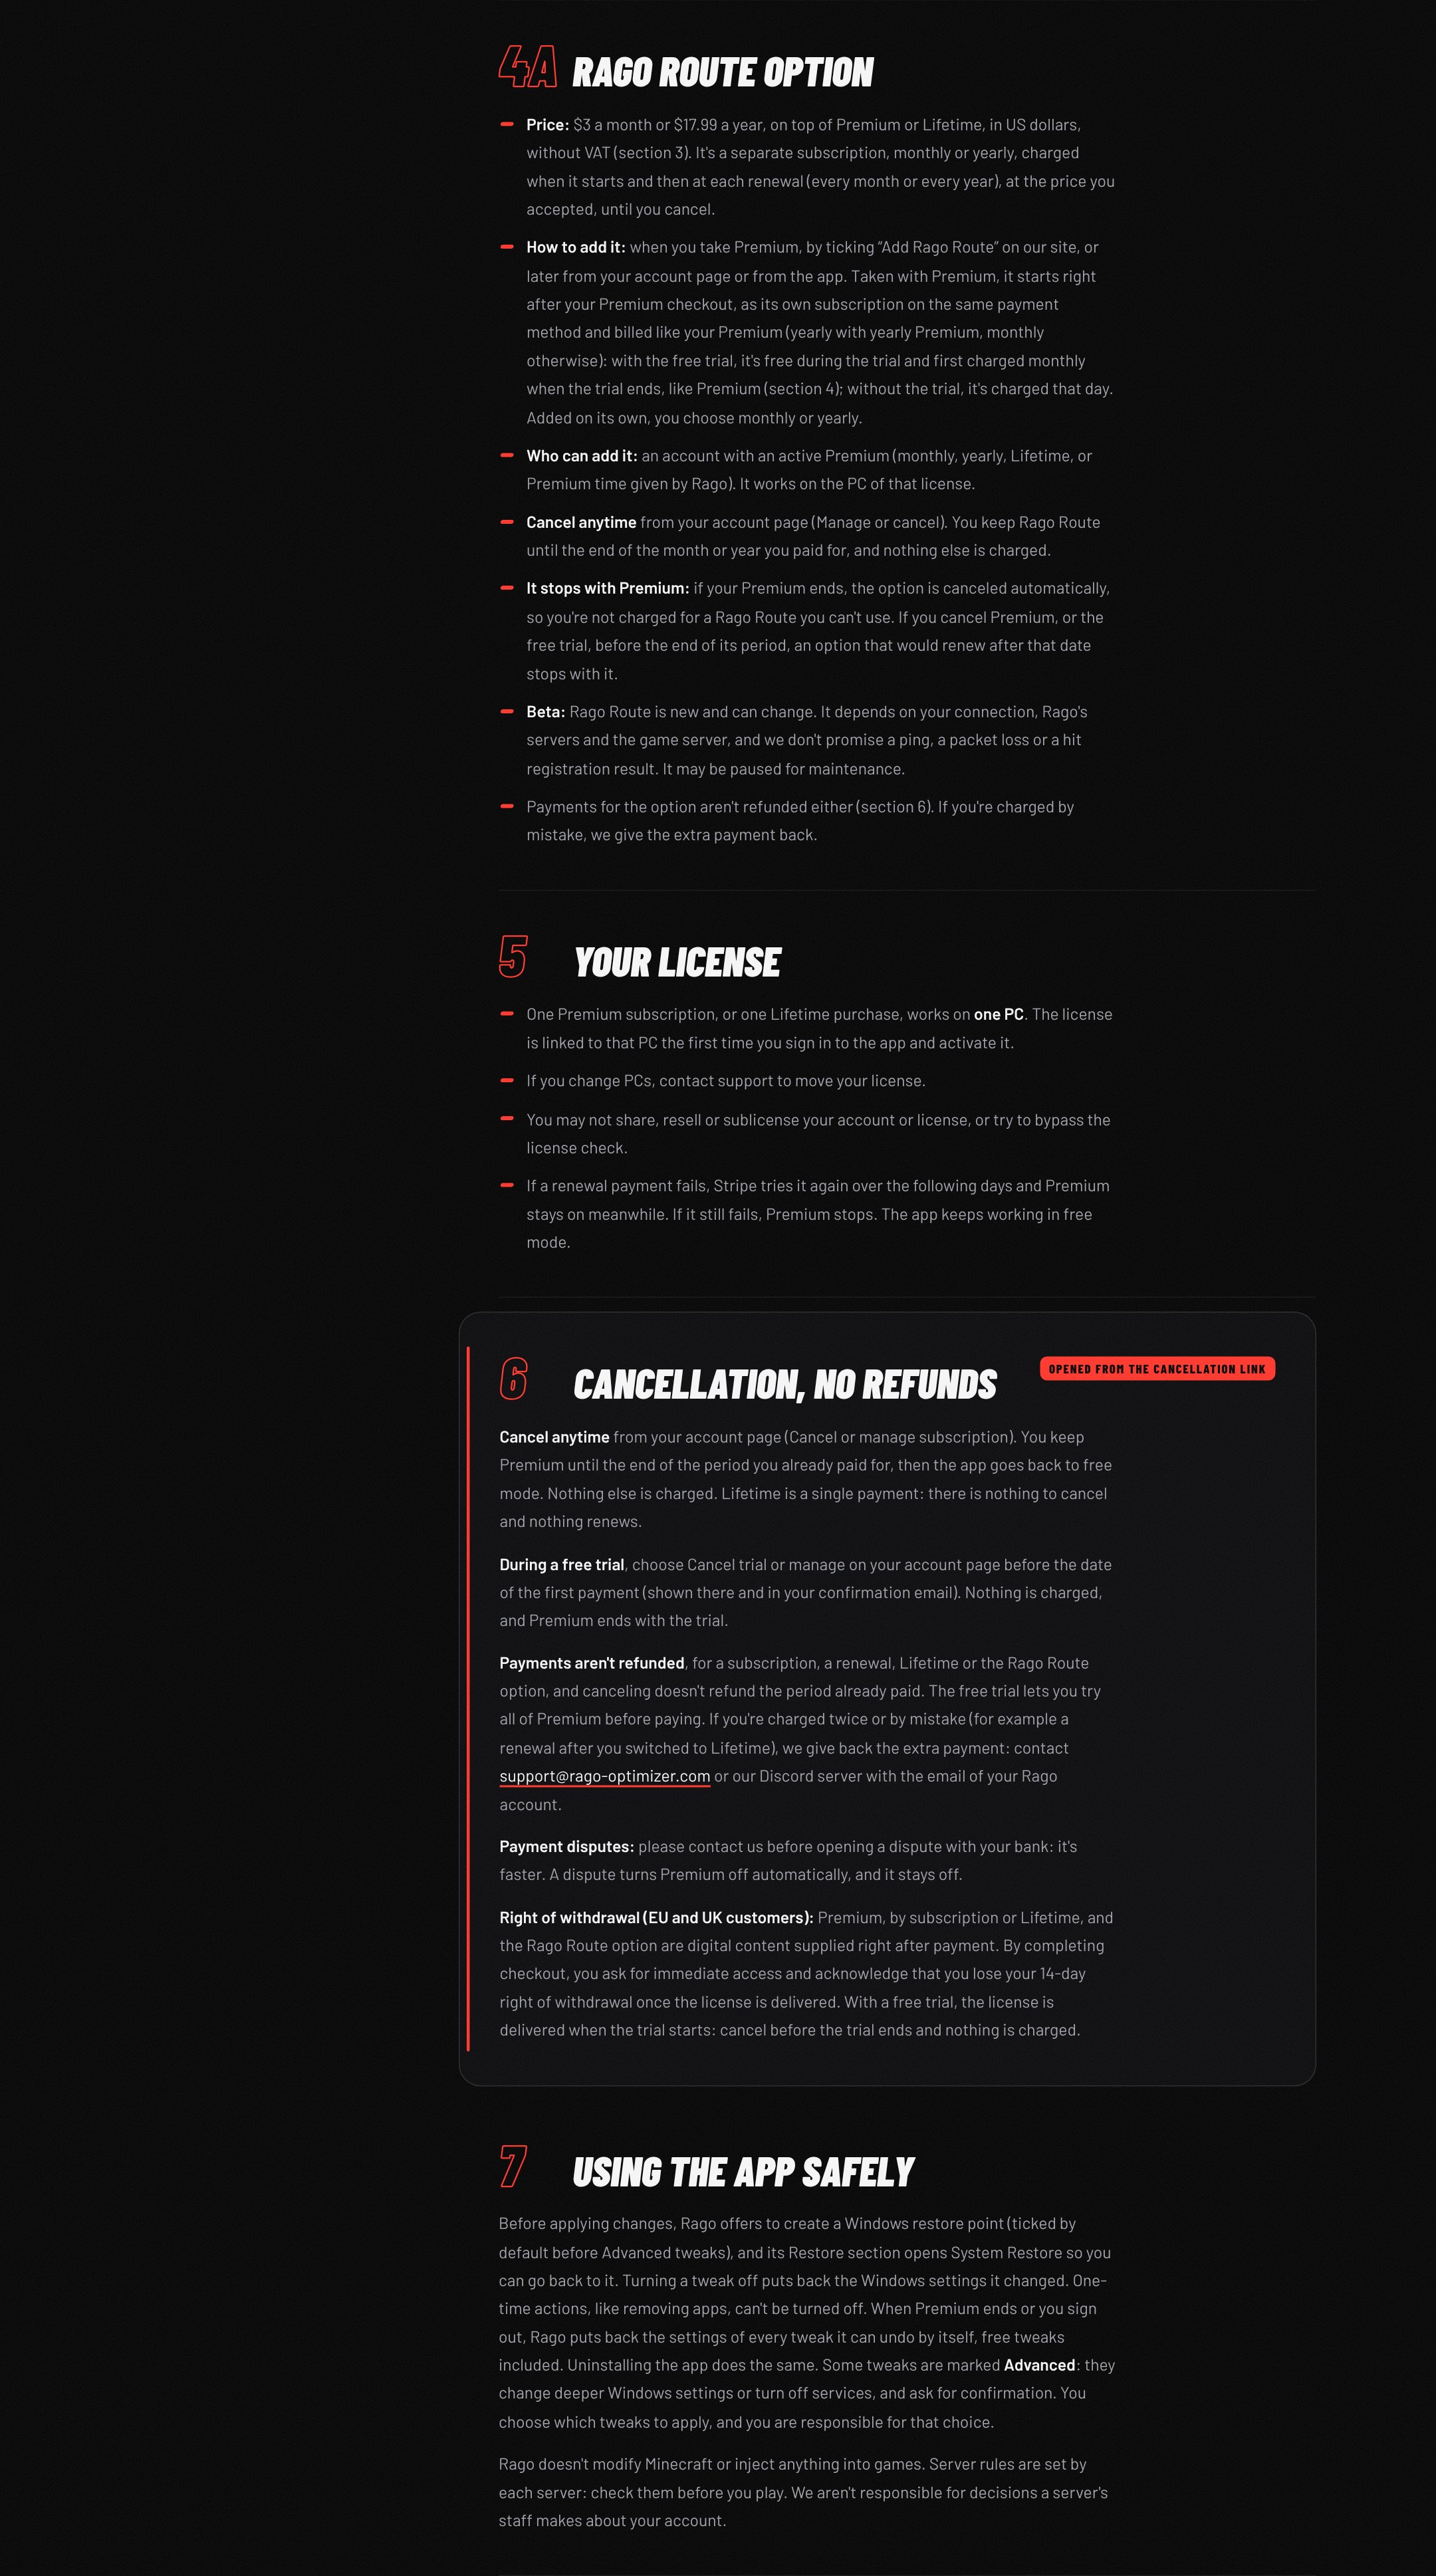 4A RAGO ROUTE OPTION
Price: $3 a month or $17.99 a year, on top of Premium or Lifetime, in US dollars,
without VAT (section 3). It's a separate subscription, monthly or yearly, charged
when it starts and then at each renewal (every month or every year), at the price you
accepted, until you cancel.
How to add it: when you take Premium, by ticking “Add Rago Route” on our site, or
later from your account page or from the app. Taken with Premium, it starts right
after your Premium checkout, as its own subscription on the same payment
method and billed like your Premium (yearly with yearly Premium, monthly
otherwise): with the free trial, it's free during the trial and first charged monthly
when the trial ends, like Premium (section 4); without the trial, it's charged that day.
Added on its own, you choose monthly or yearly.
Who can add it: an account with an active Premium (monthly, yearly, Lifetime, or
Premium time given by Rago). It works on the PC of that license.
Cancel anytime from your account page (Manage or cancel). You keep Rago Route
until the end of the month or year you paid for, and nothing else is charged.
It stops with Premium: if your Premium ends, the option is canceled automatically,
so you're not charged for a Rago Route you can't use. If you cancel Premium, or the
free trial, before the end of its period, an option that would renew after that date
stops with it.
Beta: Rago Route is new and can change. It depends on your connection, Rago's
servers and the game server, and we don't promise a ping, a packet loss or a hit
registration result. It may be paused for maintenance.
Payments for the option aren't refunded either (section 6). If you're charged by
mistake, we give the extra payment back.
5 YOUR LICENSE
One Premium subscription, or one Lifetime purchase, works on one PC. The license
is linked to that PC the first time you sign in to the app and activate it.
If you change PCs, contact support to move your license.
You may not share, resell or sublicense your account or license, or try to bypass the
license check.
If a renewal payment fails, Stripe tries it again over the following days and Premium
stays on meanwhile. If it still fails, Premium stops. The app keeps working in free
mode.
6 CANCELLATION, NO REFUNDS
OPENED FROM THE CANCELLATION LINK
Cancel anytime from your account page (Cancel or manage subscription). You keep
Premium until the end of the period you already paid for, then the app goes back to free
mode. Nothing else is charged. Lifetime is a single payment: there is nothing to cancel
and nothing renews.
During a free trial, choose Cancel trial or manage on your account page before the date
of the first payment (shown there and in your confirmation email). Nothing is charged,
and Premium ends with the trial.
Payments aren't refunded, for a subscription, a renewal, Lifetime or the Rago Route
option, and canceling doesn't refund the period already paid. The free trial lets you try
all of Premium before paying. If you're charged twice or by mistake (for example a
renewal after you switched to Lifetime), we give back the extra payment: contact
support@rago-optimizer.com or our Discord server with the email of your Rago
account.
Payment disputes: please contact us before opening a dispute with your bank: it's
faster. A dispute turns Premium off automatically, and it stays off.
Right of withdrawal (EU and UK customers): Premium, by subscription or Lifetime, and
the Rago Route option are digital content supplied right after payment. By completing
checkout, you ask for immediate access and acknowledge that you lose your 14-day
right of withdrawal once the license is delivered. With a free trial, the license is
delivered when the trial starts: cancel before the trial ends and nothing is charged.
7 USING THE APP SAFELY
Before applying changes, Rago offers to create a Windows restore point (ticked by
default before Advanced tweaks), and its Restore section opens System Restore so you
can go back to it. Turning a tweak off puts back the Windows settings it changed. One-
time actions, like removing apps, can't be turned off. When Premium ends or you sign
out, Rago puts back the settings of every tweak it can undo by itself, free tweaks
included. Uninstalling the app does the same. Some tweaks are marked Advanced: they
change deeper Windows settings or turn off services, and ask for confirmation. You
choose which tweaks to apply, and you are responsible for that choice.
Rago doesn't modify Minecraft or inject anything into games. Server rules are set by
each server: check them before you play. We aren't responsible for decisions a server's
staff makes about your account.